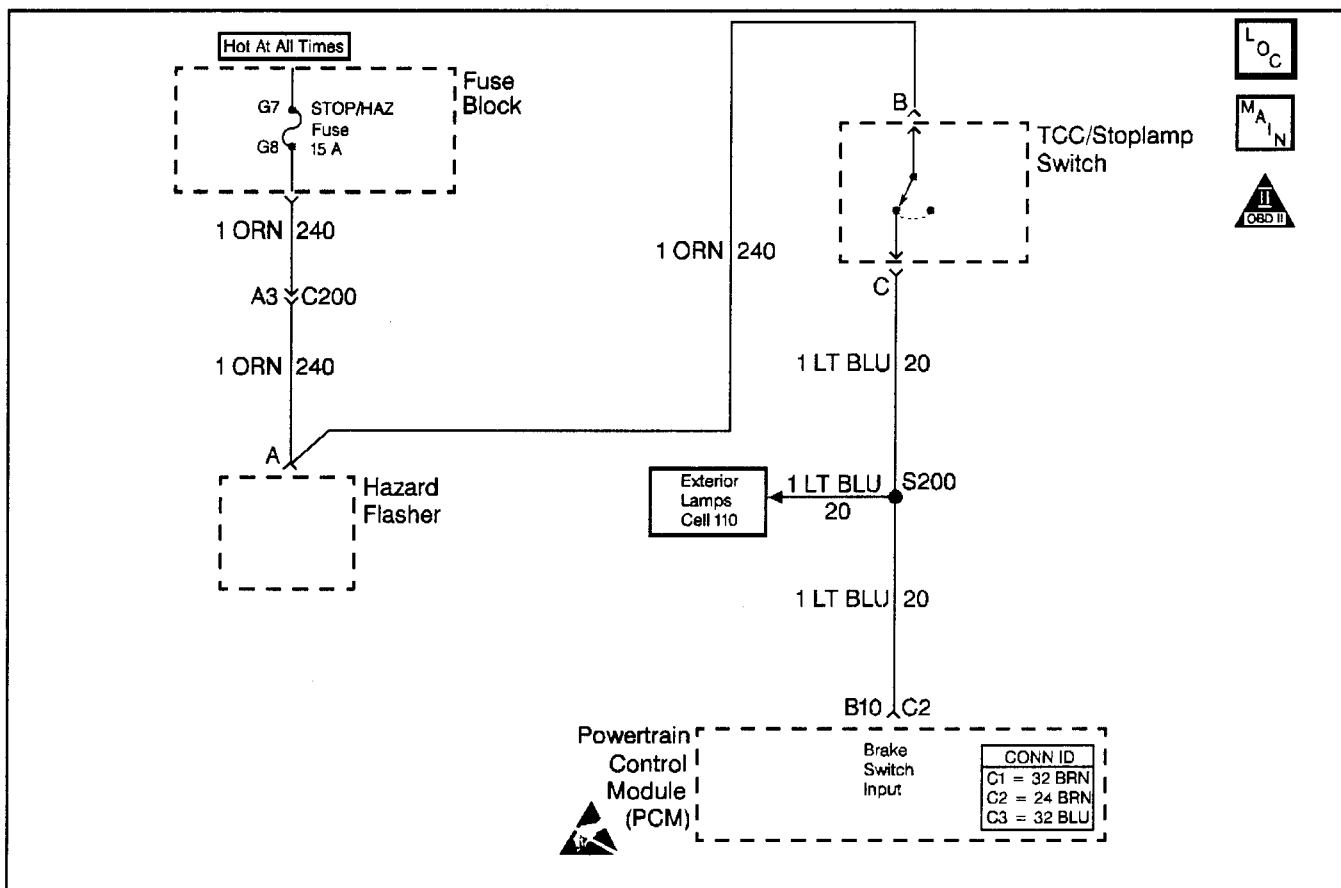 Hot At All Times
Fuse
Block
G7
STOP/HAZ
Fuse
15 A
G8
1 ORN 240
A3 C200
1 ORN 240
A
Hazard
Flasher
1 ORN 240
B
TCC/Stoplamp
Switch
C
1 LT BLU 20
S200
1 LT BLU
20
Exterior
Lamps
Cell 110
1 LT BLU 20
B10 C2
Powertrain
Control
Module
(PCM)
Brake
Switch
Input
CONN ID
C1 = 32 BRN
C2 = 24 BRN
C3 = 32 BLU
LOC
MAIN
II
OBD II